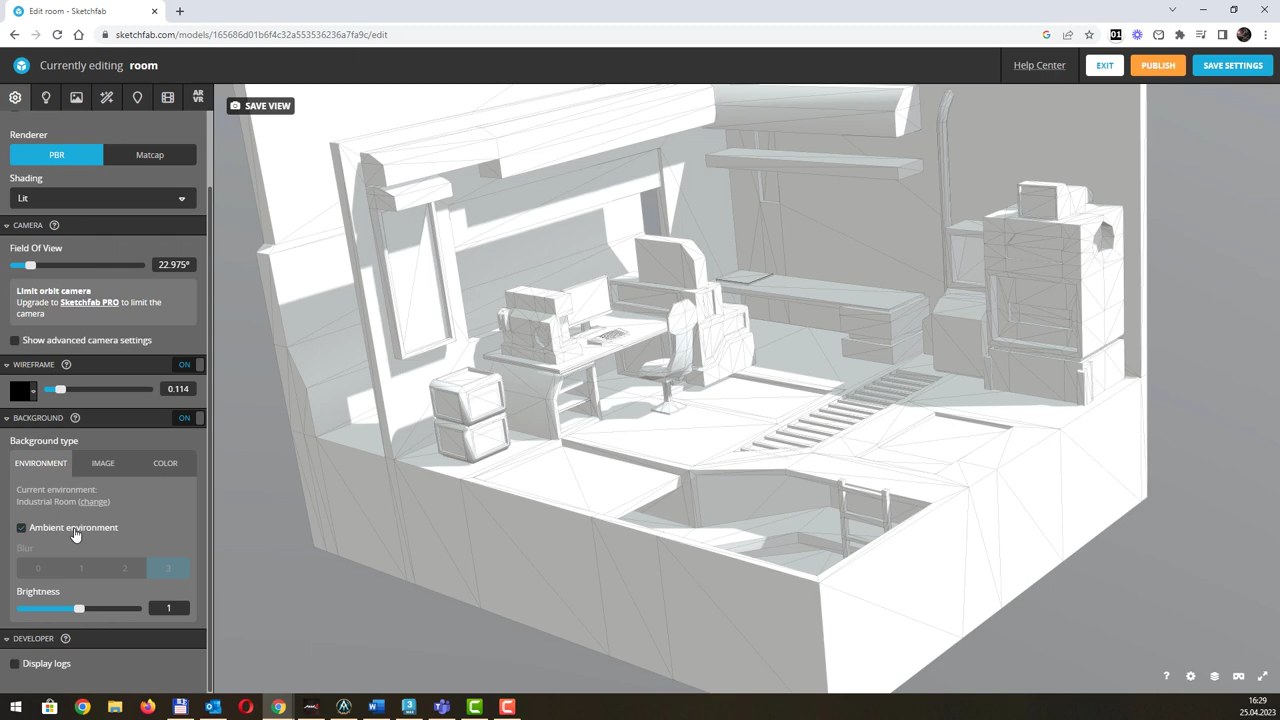 Edit room - Sketchfab
sketchfab.com/models/165686d01b6f4c32a553536236a7fa9c/edit
Currently editing room
Help Center
EXIT
PUBLISH
SAVE SETTINGS
AR
VR
SAVE VIEW
Renderer
PBR
Matcap
Shading
Lit
CAMERA
Field Of View
22.975°
Limit orbit camera
Upgrade to Sketchfab PRO to limit the
camera
Show advanced camera settings
WIREFRAME
ON
0.114
BACKGROUND
ON
Background type
ENVIRONMENT
IMAGE
COLOR
Current environment:
Industrial Room (change)
Ambient environment
Blur
0 1 2 3
Brightness
1
DEVELOPER
Display logs
16:29
25.04.2023